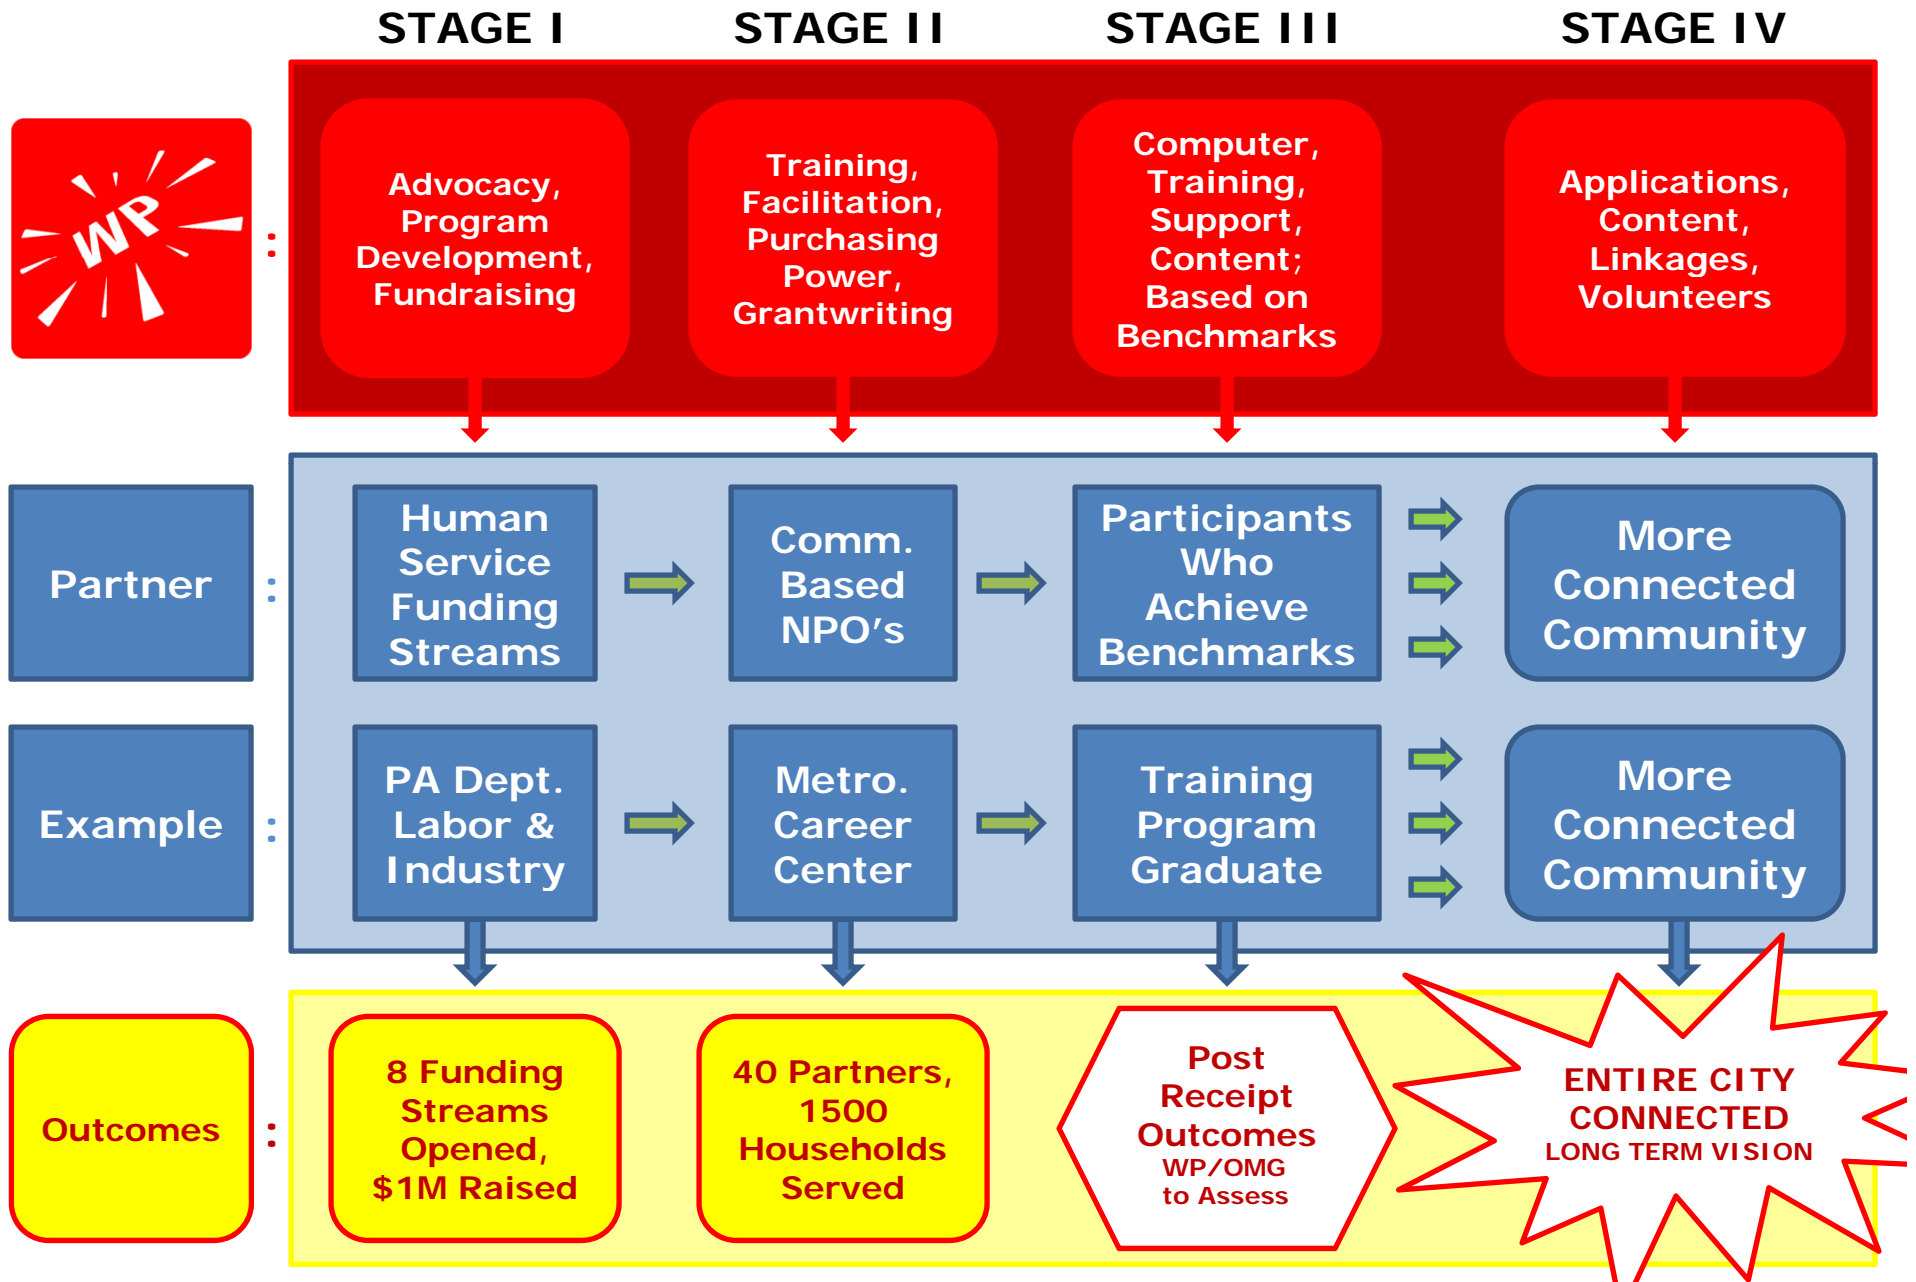 STAGE I
STAGE II
STAGE III
STAGE IV
WP
:
Advocacy,
Program
Development,
Fundraising
Training,
Facilitation,
Purchasing
Power,
Grantwriting
Computer,
Training,
Support,
Content;
Based on
Benchmarks
Applications,
Content,
Linkages,
Volunteers
Partner
:
Human
Service
Funding
Streams
Comm.
Based
NPO's
Participants
Who
Achieve
Benchmarks
More
Connected
Community
Example
:
PA Dept.
Labor &
Industry
Metro.
Career
Center
Training
Program
Graduate
More
Connected
Community
Outcomes
:
8 Funding
Streams
Opened,
$1M Raised
40 Partners,
1500
Households
Served
Post
Receipt
Outcomes
WP/OMG
to Assess
ENTIRE CITY
CONNECTED
LONG TERM VISION